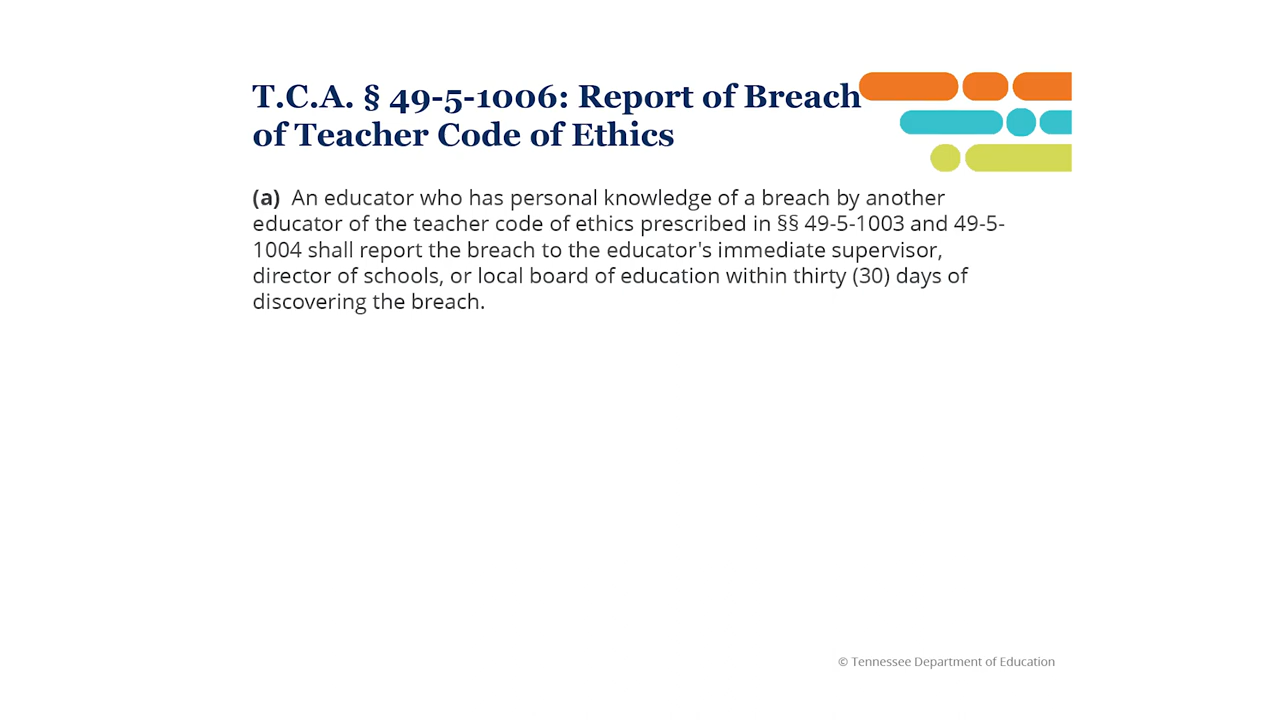 T.C.A. § 49-5-1006: Report of Breach
of Teacher Code of Ethics
(a) An educator who has personal knowledge of a breach by another
educator of the teacher code of ethics prescribed in §§ 49-5-1003 and 49-5-
1004 shall report the breach to the educator's immediate supervisor,
director of schools, or local board of education within thirty (30) days of
discovering the breach.
© Tennessee Department of Education